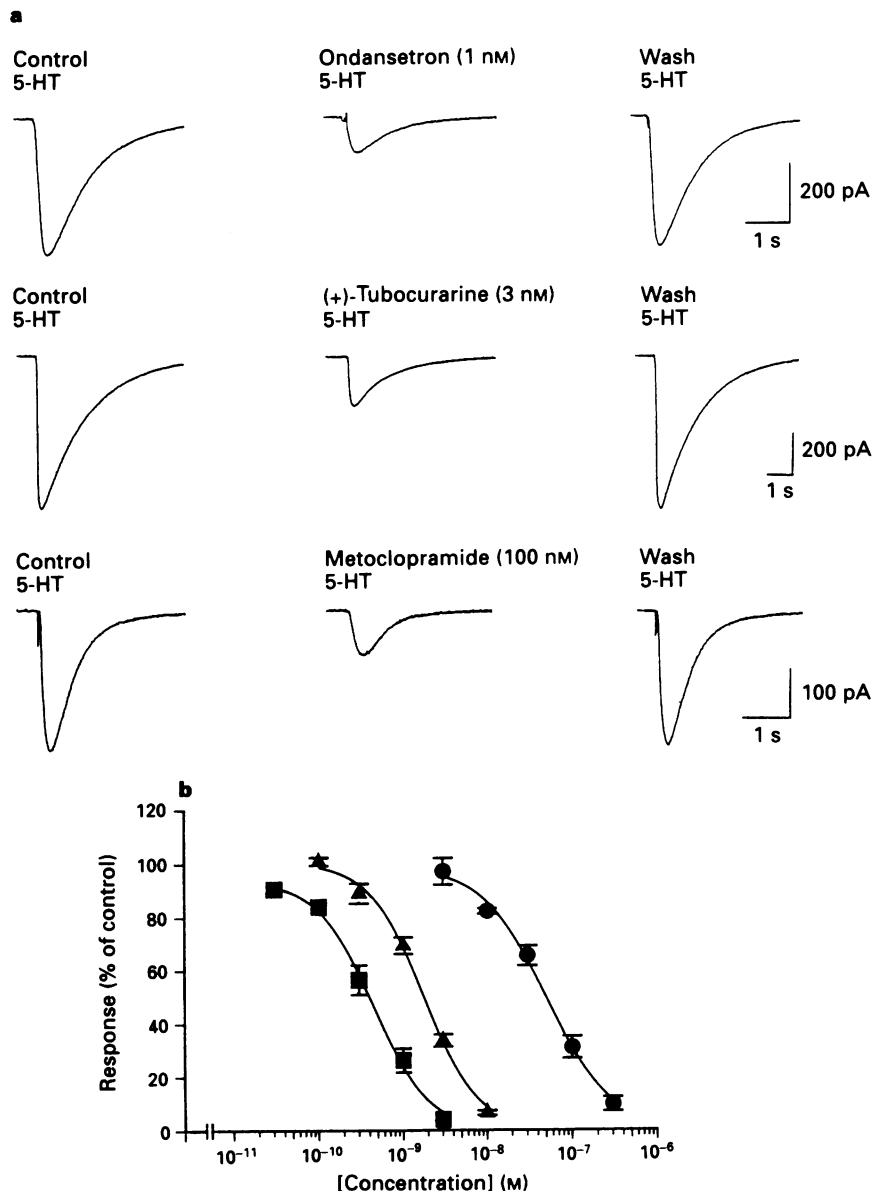 a
Control
5-HT
Ondansetron (1 nM)
5-HT
Wash
5-HT
200 pA
1 s
Control
5-HT
(+)-Tubocurarine (3 nM)
5-HT
Wash
5-HT
200 pA
1 s
Control
5-HT
Metoclopramide (100 nM)
5-HT
Wash
5-HT
100 pA
1 s
b
120
100
80
60
40
20
0
Response (% of control)
10⁻¹¹ 10⁻¹⁰ 10⁻⁹ 10⁻⁸ 10⁻⁷ 10⁻⁶
[Concentration] (M)